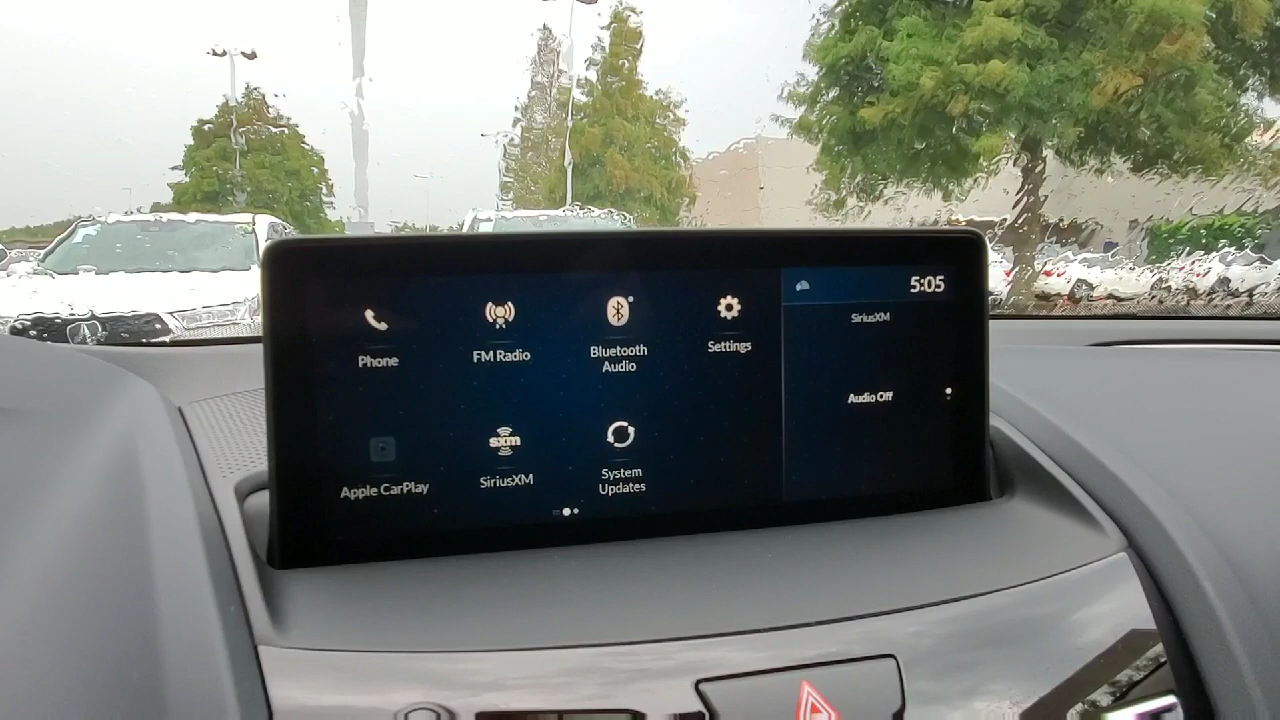 5:05
Phone
FM Radio
Bluetooth
Audio
Settings
SiriusXM
Audio Off
Apple CarPlay
sxm
SiriusXM
System
Updates